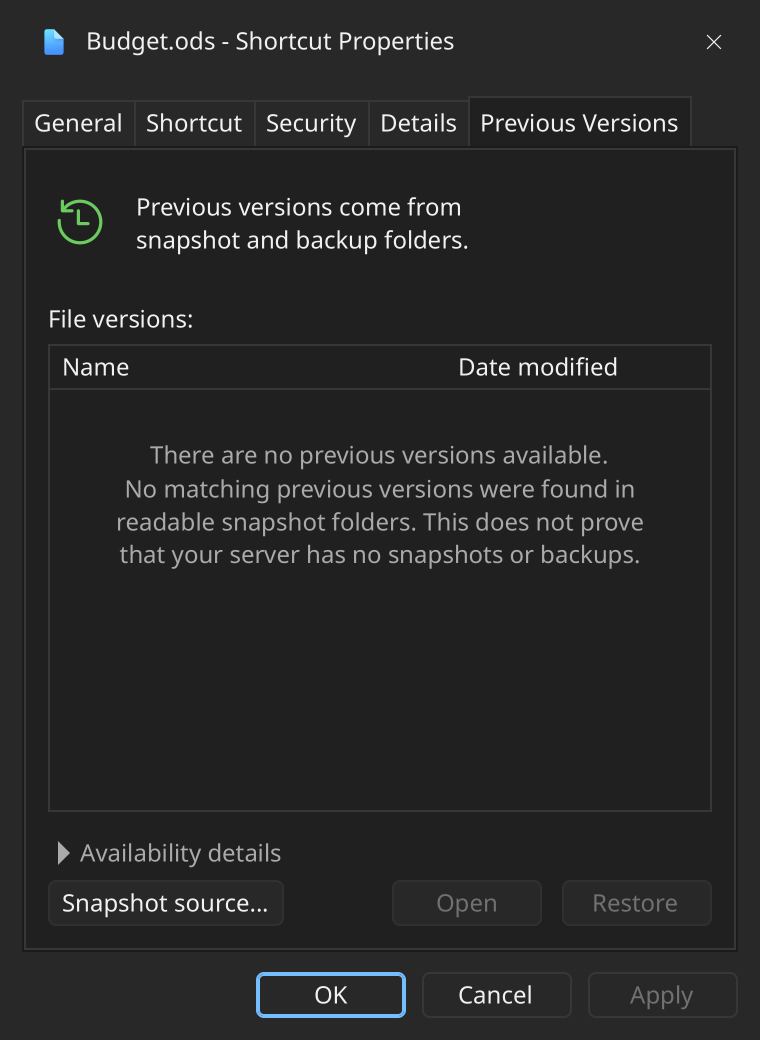 Budget.ods - Shortcut Properties
General Shortcut Security Details Previous Versions
Previous versions come from
snapshot and backup folders.
File versions:
Name Date modified
There are no previous versions available.
No matching previous versions were found in
readable snapshot folders. This does not prove
that your server has no snapshots or backups.
Availability details
Snapshot source... Open Restore
OK Cancel Apply